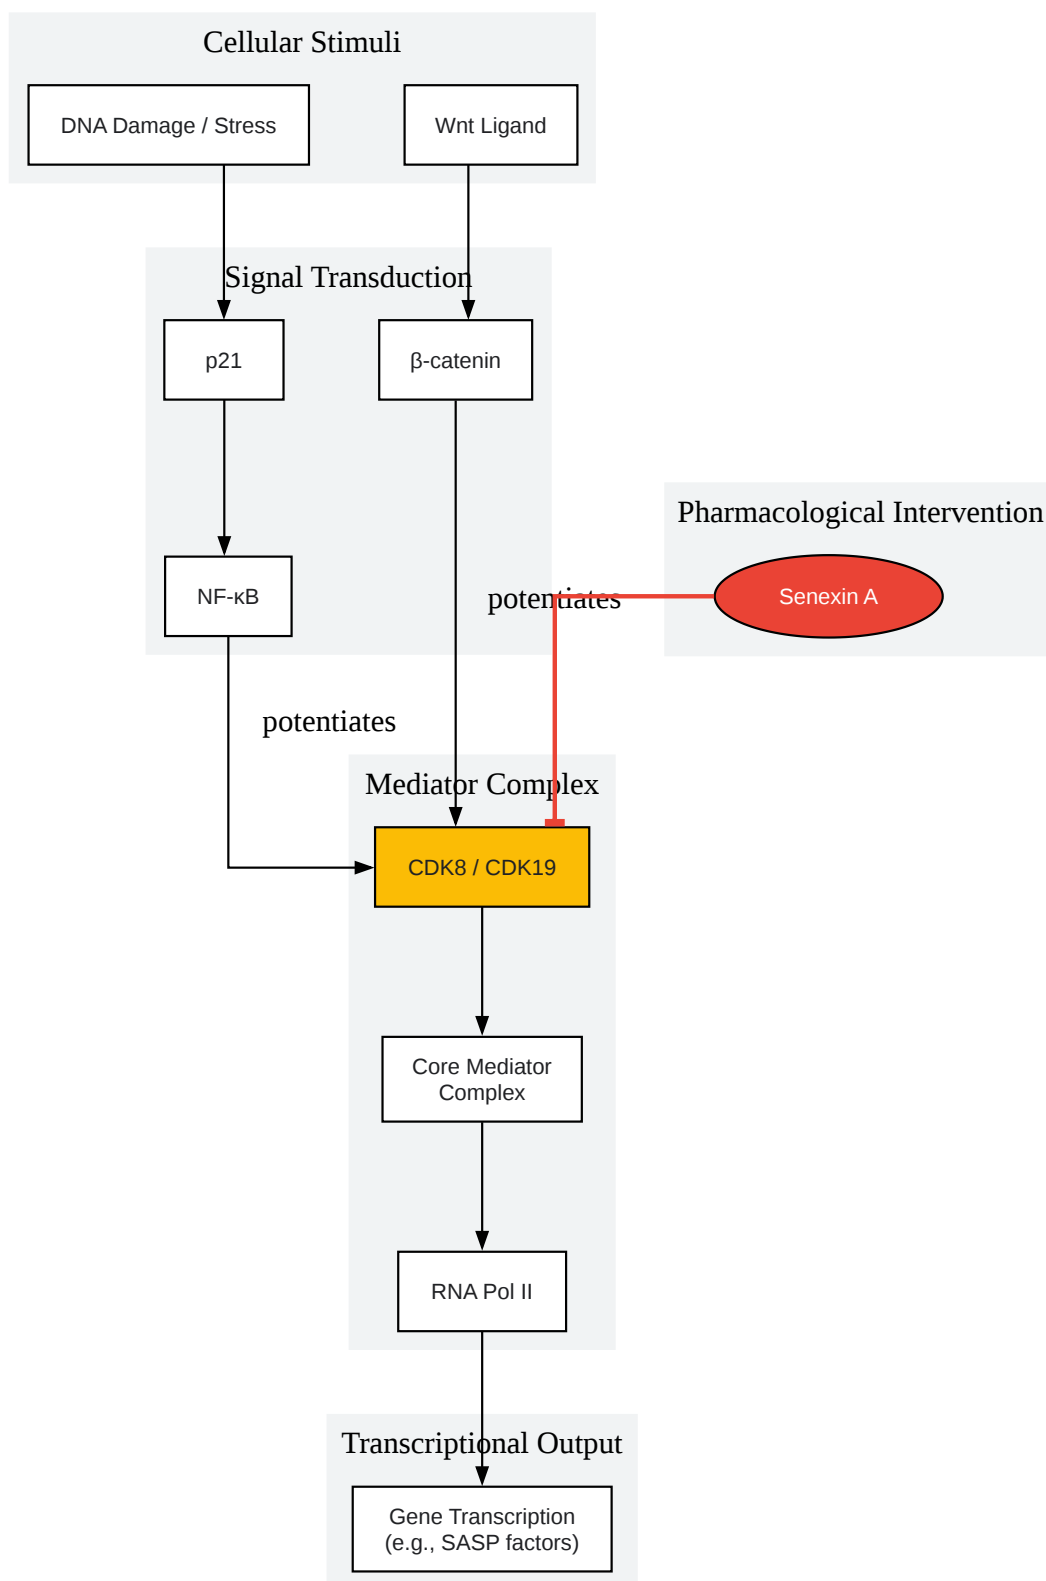 Cellular Stimuli
DNA Damage / Stress
Wnt Ligand
Signal Transduction
p21
β-catenin
Pharmacological Intervention
NF-κB
potentiates
Senexin A
potentiates
Mediator Complex
CDK8 / CDK19
Core Mediator
Complex
RNA Pol II
Transcriptional Output
Gene Transcription
(e.g., SASP factors)